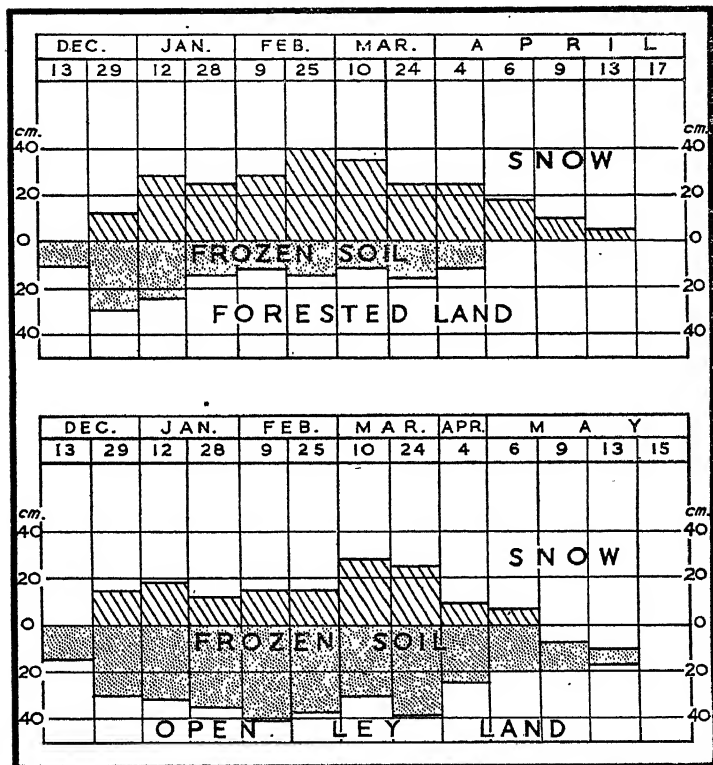 DEC. JAN. FEB. MAR. APRIL
13 29 12 28 9 25 10 24 4 6 9 13 17
cm. cm.
40 SNOW 40
20 20
0 0
FROZEN SOIL
20 20
FORESTED LAND
40 40
DEC. JAN. FEB. MAR. APR. MAY
13 29 12 28 9 25 10 24 4 6 9 13 15
cm. cm.
40 40
SNOW
20 20
0 0
FROZEN SOIL
20 20
40 40
OPEN. LEY LAND